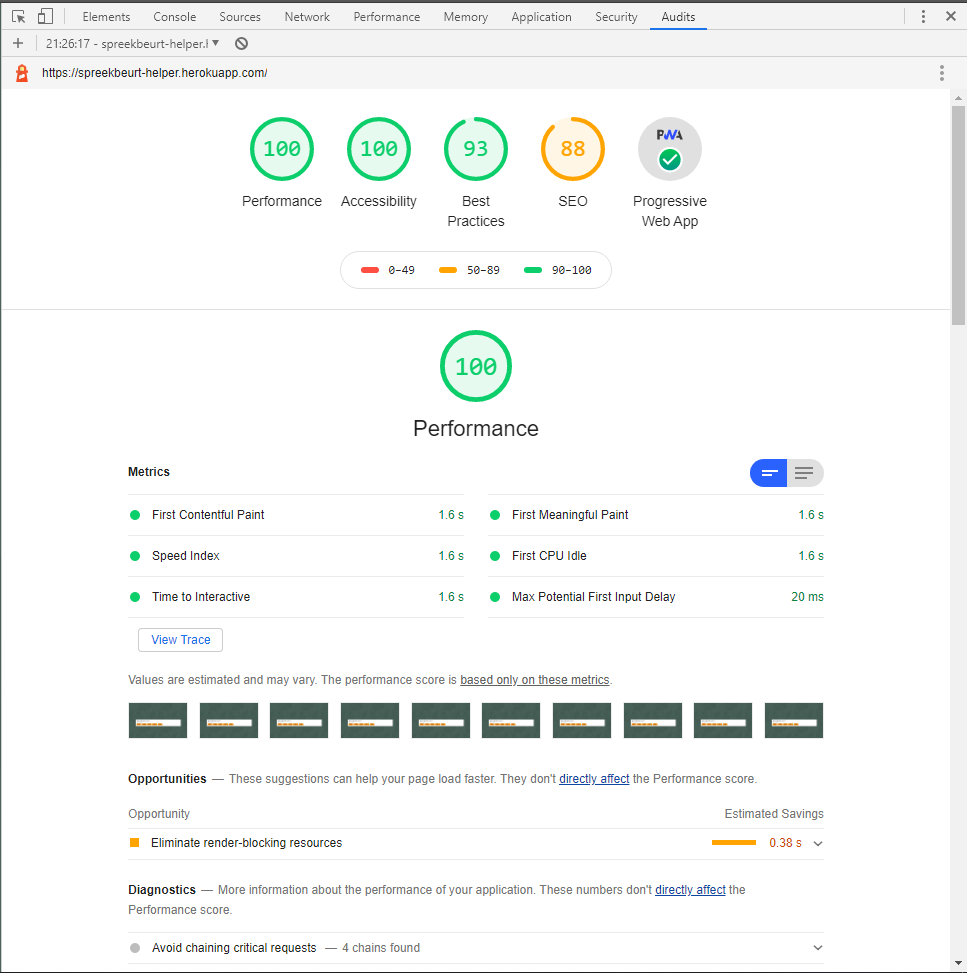 Elements Console Sources Network Performance Memory Application Security Audits
21:26:17 - spreekbeurt-helper.h
https://spreekbeurt-helper.herokuapp.com/
100 100 93 88 PWA
Performance Accessibility Best Practices SEO Progressive Web App
0–49 50–89 90–100
100
Performance
Metrics
First Contentful Paint 1.6 s First Meaningful Paint 1.6 s
Speed Index 1.6 s First CPU Idle 1.6 s
Time to Interactive 1.6 s Max Potential First Input Delay 20 ms
View Trace
Values are estimated and may vary. The performance score is based only on these metrics.
Opportunities — These suggestions can help your page load faster. They don't directly affect the Performance score.
Opportunity Estimated Savings
Eliminate render-blocking resources 0.38 s
Diagnostics — More information about the performance of your application. These numbers don't directly affect the
Performance score.
Avoid chaining critical requests — 4 chains found